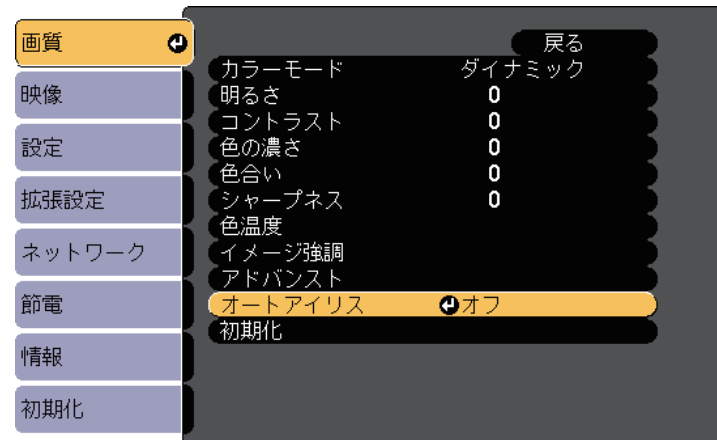 画質
映像
設定
拡張設定
ネットワーク
節電
情報
初期化
戻る
カラーモード ダイナミック
明るさ 0
コントラスト 0
色の濃さ 0
色合い 0
シャープネス 0
色温度
イメージ強調
アドバンスト
オートアイリス オフ
初期化